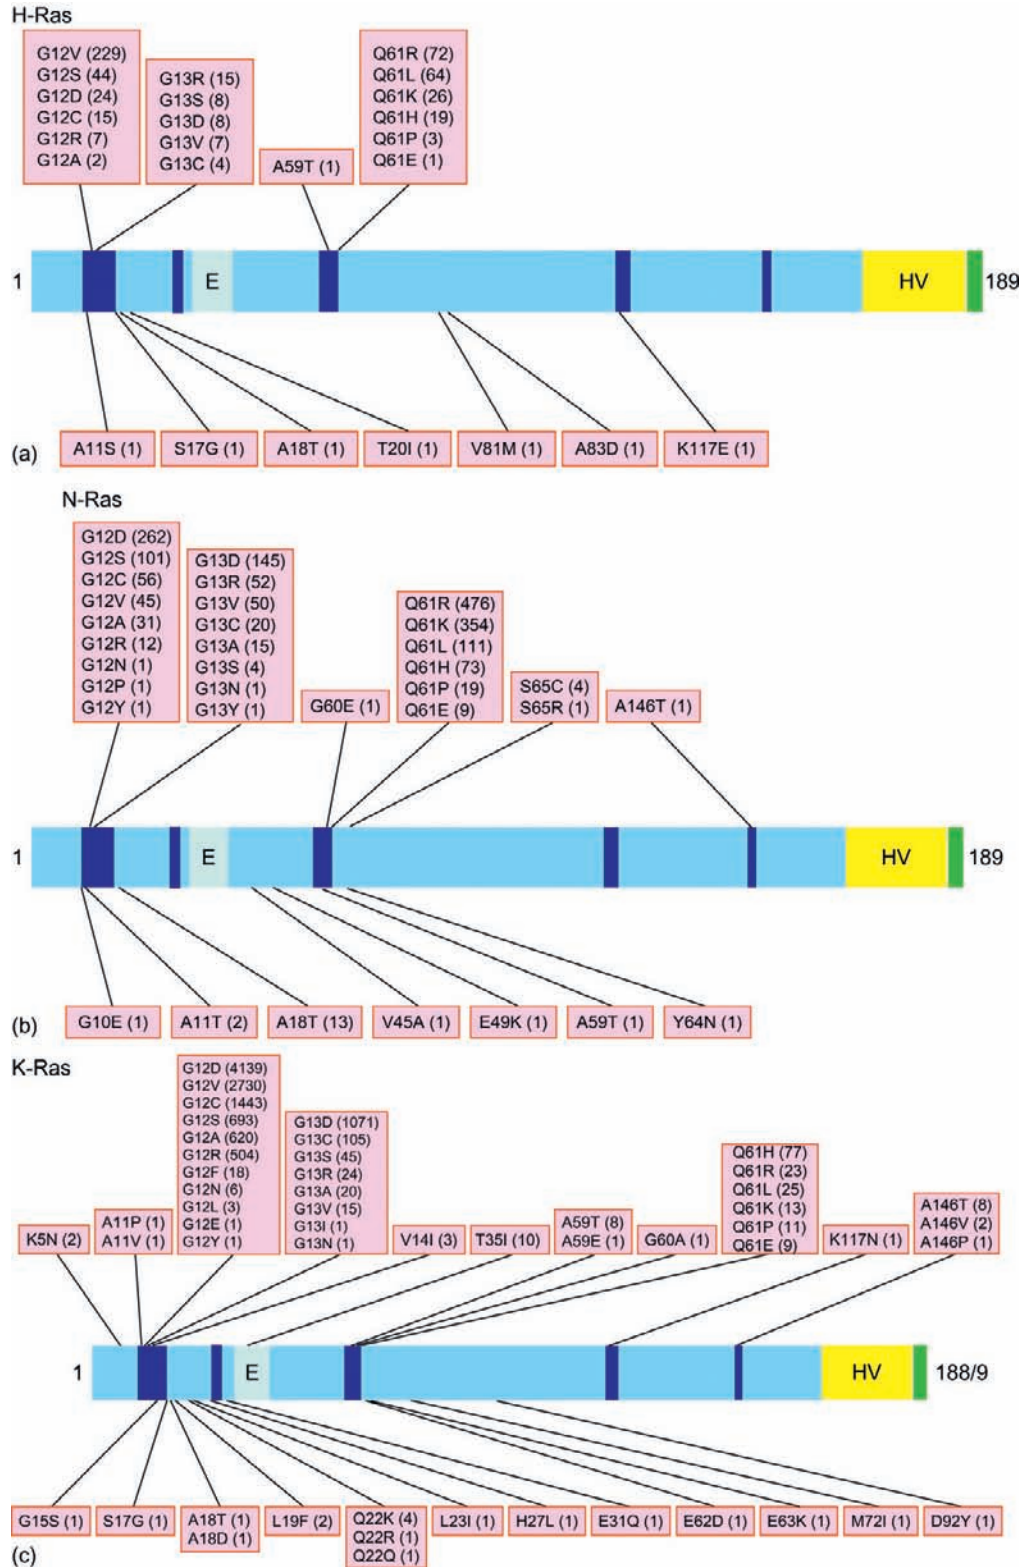 H-Ras
G12V (229)
G12S (44)
G12D (24)
G12C (15)
G12R (7)
G12A (2)
G13R (15)
G13S (8)
G13D (8)
G13V (7)
G13C (4)
A59T (1)
Q61R (72)
Q61L (64)
Q61K (26)
Q61H (19)
Q61P (3)
Q61E (1)
1
E
HV
189
A11S (1)
S17G (1)
A18T (1)
T20I (1)
V81M (1)
A83D (1)
K117E (1)
(a)
N-Ras
G12D (262)
G12S (101)
G12C (56)
G12V (45)
G12A (31)
G12R (12)
G12N (1)
G12P (1)
G12Y (1)
G13D (145)
G13R (52)
G13V (50)
G13C (20)
G13A (15)
G13S (4)
G13N (1)
G13Y (1)
G60E (1)
Q61R (476)
Q61K (354)
Q61L (111)
Q61H (73)
Q61P (19)
Q61E (9)
S65C (4)
S65R (1)
A146T (1)
1
E
HV
189
G10E (1)
A11T (2)
A18T (13)
V45A (1)
E49K (1)
A59T (1)
Y64N (1)
(b)
K-Ras
K5N (2)
A11P (1)
A11V (1)
G12D (4139)
G12V (2730)
G12C (1443)
G12S (693)
G12A (620)
G12R (504)
G12F (18)
G12N (6)
G12L (3)
G12E (1)
G12Y (1)
G13D (1071)
G13C (105)
G13S (45)
G13R (24)
G13A (20)
G13V (15)
G13I (1)
G13N (1)
V14I (3)
T35I (10)
A59T (8)
A59E (1)
G60A (1)
Q61H (77)
Q61R (23)
Q61L (25)
Q61K (13)
Q61P (11)
Q61E (9)
K117N (1)
A146T (8)
A146V (2)
A146P (1)
1
E
HV
188/9
G15S (1)
S17G (1)
A18T (1)
A18D (1)
L19F (2)
Q22K (4)
Q22R (1)
Q22Q (1)
L23I (1)
H27L (1)
E31Q (1)
E62D (1)
E63K (1)
M72I (1)
D92Y (1)
(c)